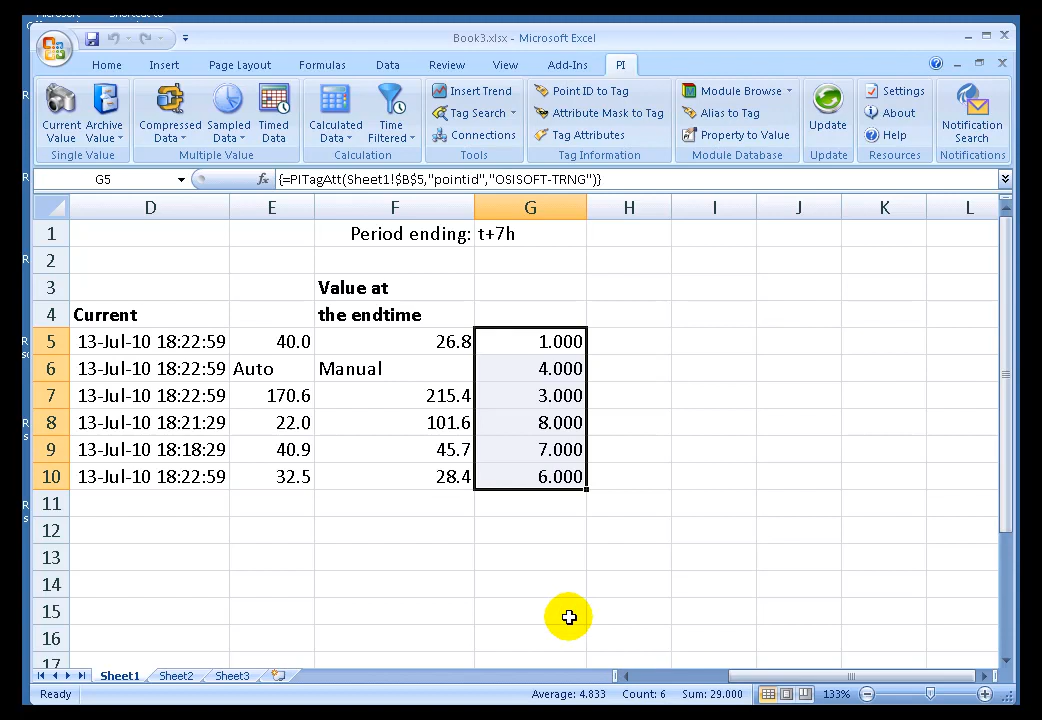 Book3.xlsx - Microsoft Excel
Home Insert Page Layout Formulas Data Review View Add-Ins PI
Current Value
Archive Value
Compressed Data
Sampled Data
Timed Data
Calculated Data
Time Filtered
Insert Trend
Tag Search
Connections
Point ID to Tag
Attribute Mask to Tag
Tag Attributes
Module Browse
Alias to Tag
Property to Value
Update
Settings
About
Help
Notification Search
Single Value Multiple Value Calculation Tools Tag Information Module Database Update Resources Notifications
G5 fx {=PITagAtt(Sheet1!$B$5,"pointid","OSISOFT-TRNG")}
D E F G H I J K L
1 Period ending: t+7h
2
3 Value at
4 Current the endtime
5 13-Jul-10 18:22:59 40.0 26.8 1.000
6 13-Jul-10 18:22:59 Auto Manual 4.000
7 13-Jul-10 18:22:59 170.6 215.4 3.000
8 13-Jul-10 18:21:29 22.0 101.6 8.000
9 13-Jul-10 18:18:29 40.9 45.7 7.000
10 13-Jul-10 18:22:59 32.5 28.4 6.000
11
12
13
14
15
16
17
Sheet1 Sheet2 Sheet3
Ready Average: 4.833 Count: 6 Sum: 29.000 133%